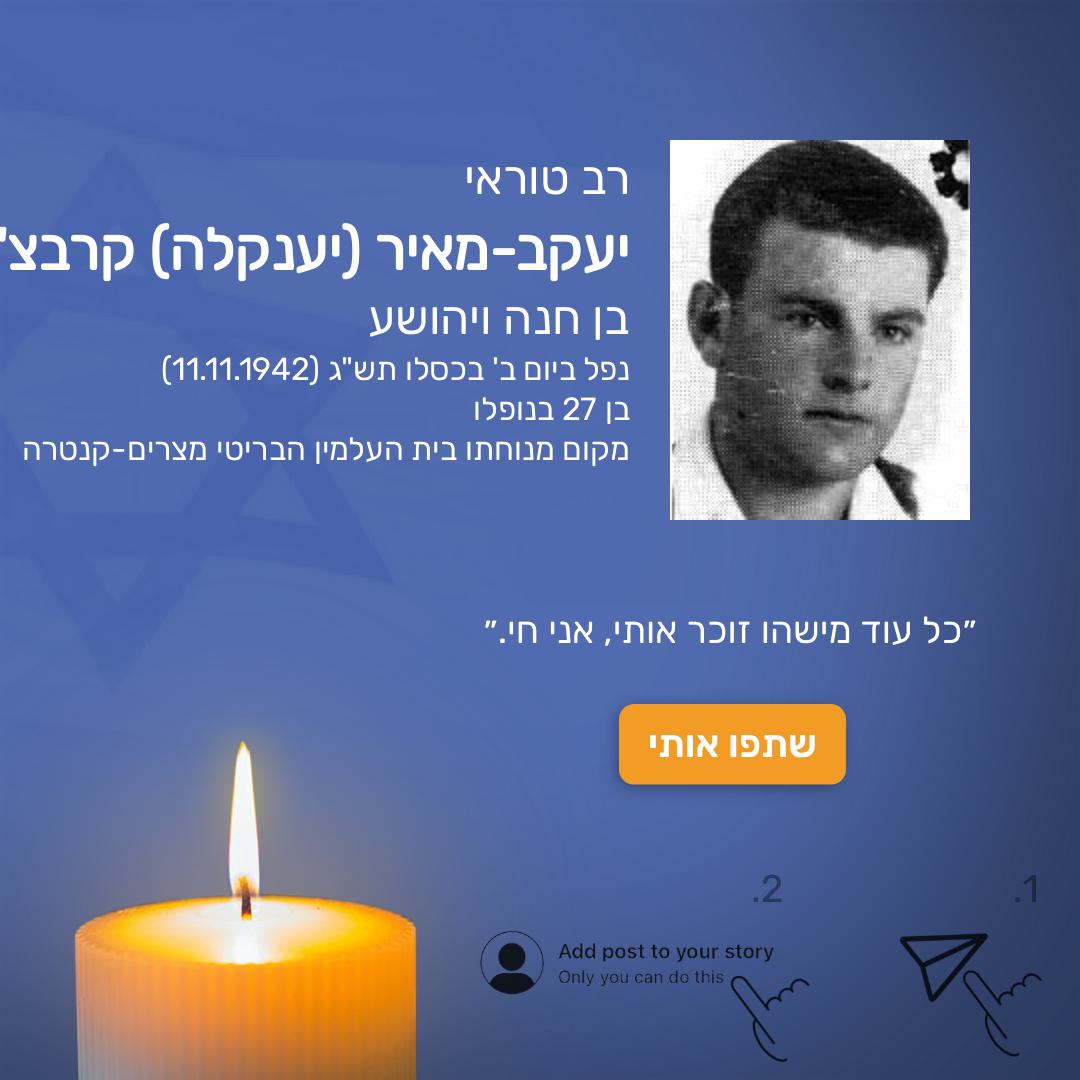 רב טוראי
יעקב-מאיר (יענקלה) קרבצ'
בן חנה ויהושע
נפל ביום ב' בכסלו תש"ג (11.11.1942)
בן 27 בנופלו
מקום מנוחתו בית העלמין הבריטי מצרים-קנטרה
״כל עוד מישהו זוכר אותי, אני חי.״
שתפו אותי
1.
2.
Add post to your story
Only you can do this